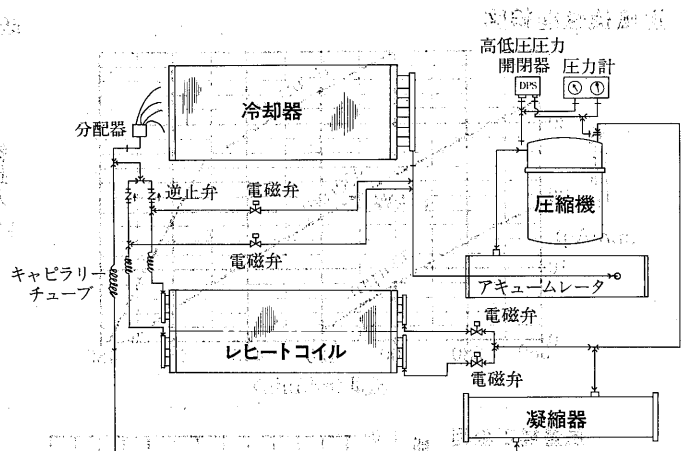 高低圧圧力
開閉器
圧力計
DPS
冷却器
分配器
逆止弁
電磁弁
圧縮機
電磁弁
キャピラリー
チューブ
アキュームレータ
電磁弁
レヒートコイル
電磁弁
凝縮器